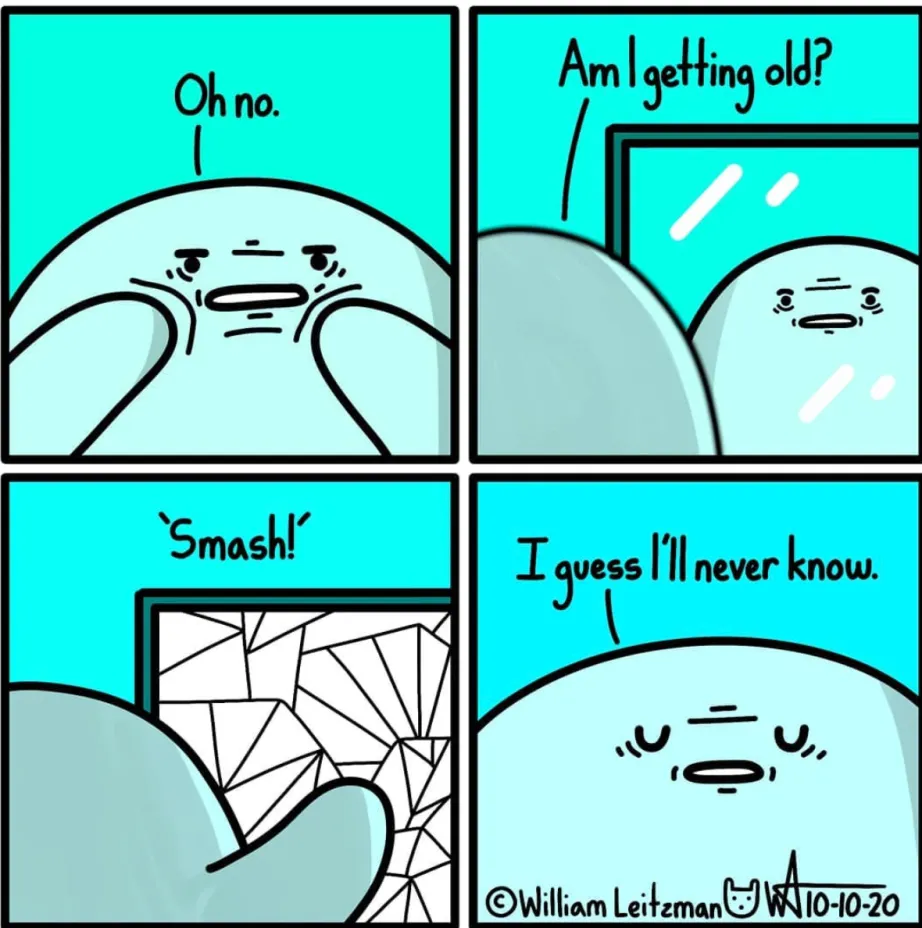 Oh no.
Am I getting old?
`Smash!´
I guess I'll never know.
©William Leitzman
10-10-20